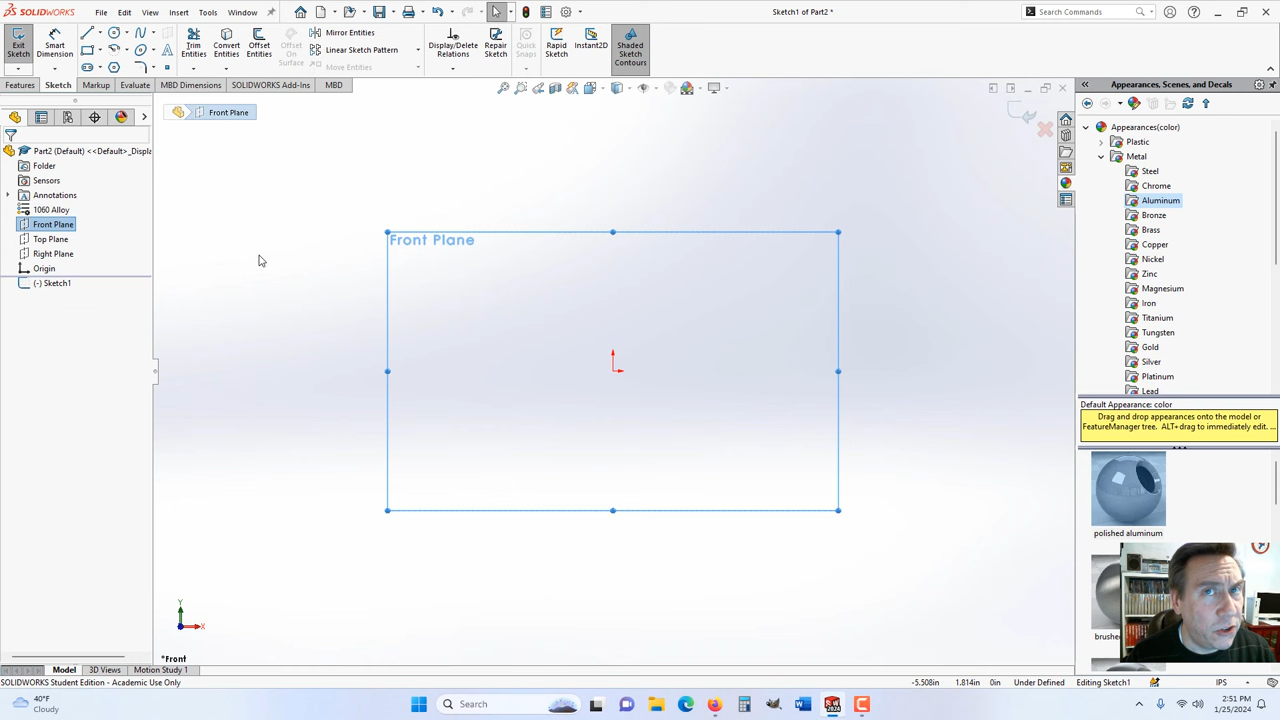 SOLIDWORKS File Edit View Insert Tools Window Sketch1 of Part2 * Search Commands
Exit Sketch
Smart Dimension
Trim Entities
Convert Entities
Offset Entities
Offset On Surface
Mirror Entities
Linear Sketch Pattern
Move Entities
Display/Delete Relations
Repair Sketch
Quick Snaps
Rapid Sketch
Instant2D
Shaded Sketch Contours
Features Sketch Markup Evaluate MBD Dimensions SOLIDWORKS Add-Ins MBD
Front Plane
Part2 (Default) <<Default>_Displa
Folder
Sensors
Annotations
1060 Alloy
Front Plane
Top Plane
Right Plane
Origin
(-) Sketch1
Front Plane
Y
X
*Front
Appearances, Scenes, and Decals
Appearances(color)
Plastic
Metal
Steel
Chrome
Aluminum
Bronze
Brass
Copper
Nickel
Zinc
Magnesium
Iron
Titanium
Tungsten
Gold
Silver
Platinum
Lead
Default Appearance: color
Drag and drop appearances onto the model or
FeatureManager tree. ALT+drag to immediately edit. ...
polished aluminum
Model 3D Views Motion Study 1
SOLIDWORKS Student Edition - Academic Use Only -5.508in 1.814in 0in Under Defined Editing Sketch1 IPS
40°F
Cloudy
Search
2:51 PM
1/25/2024